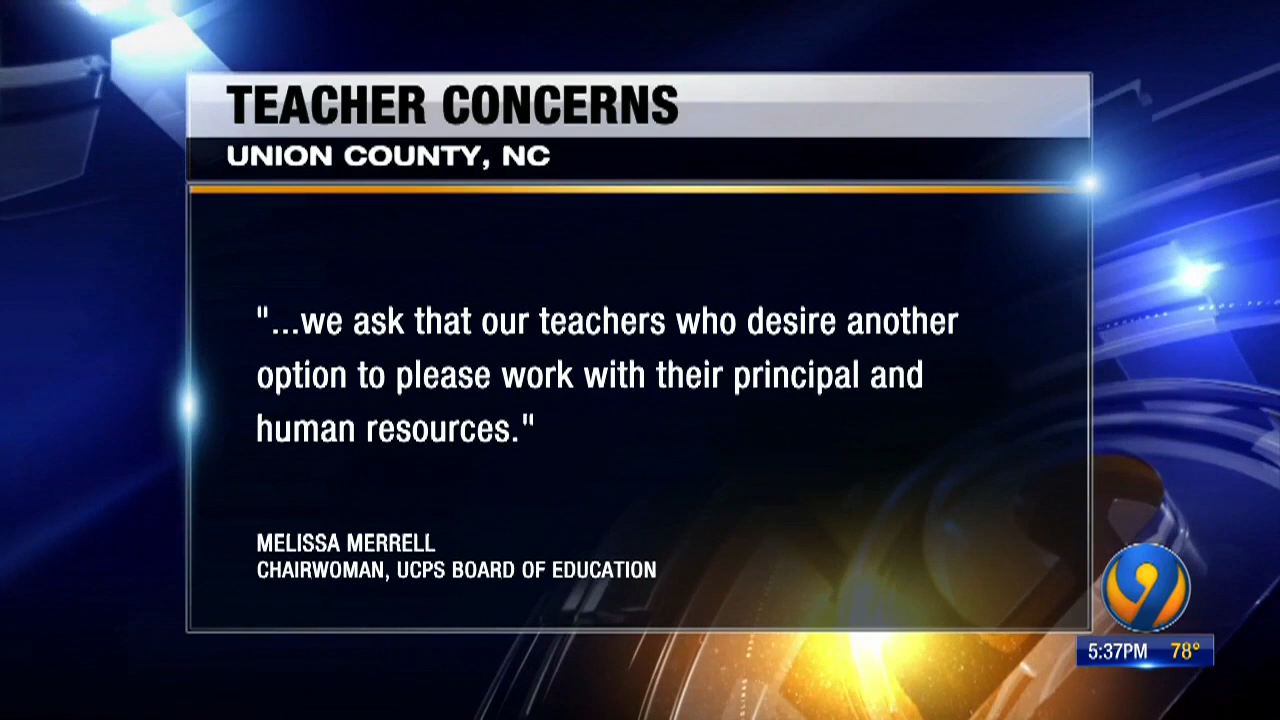 TEACHER CONCERNS
UNION COUNTY, NC
"...we ask that our teachers who desire another
option to please work with their principal and
human resources."
MELISSA MERRELL
CHAIRWOMAN, UCPS BOARD OF EDUCATION
9
5:37PM 78°